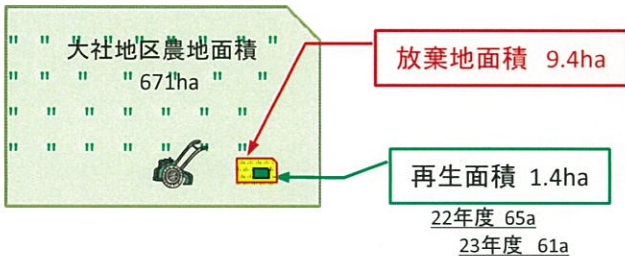 大社地区農地面積
671ha
放棄地面積 9.4ha
再生面積 1.4ha
22年度 65a
23年度 61a